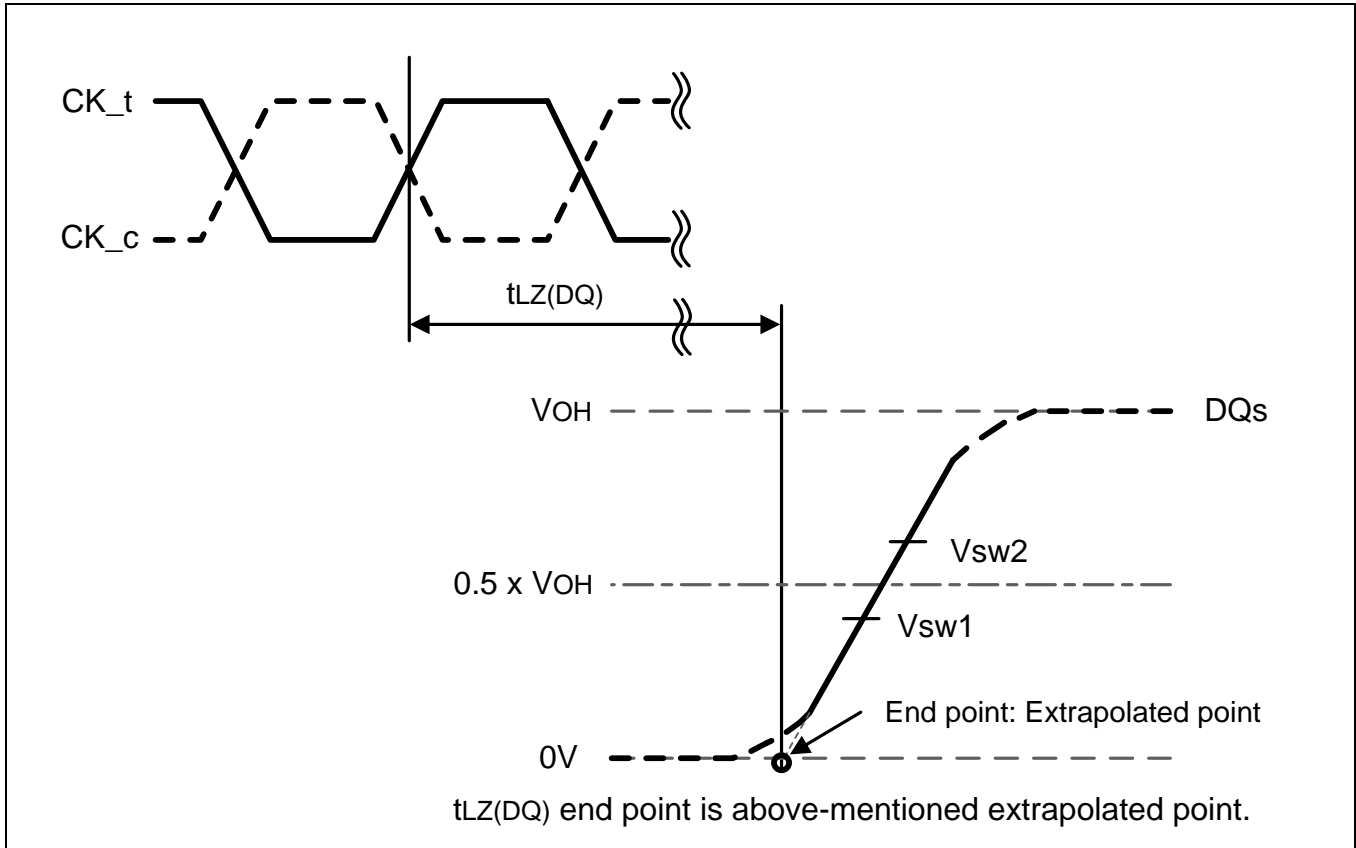 CK_t
CK_c
tLZ(DQ)
VOH
DQs
Vsw2
0.5 x VOH
Vsw1
End point: Extrapolated point
0V
tLZ(DQ) end point is above-mentioned extrapolated point.